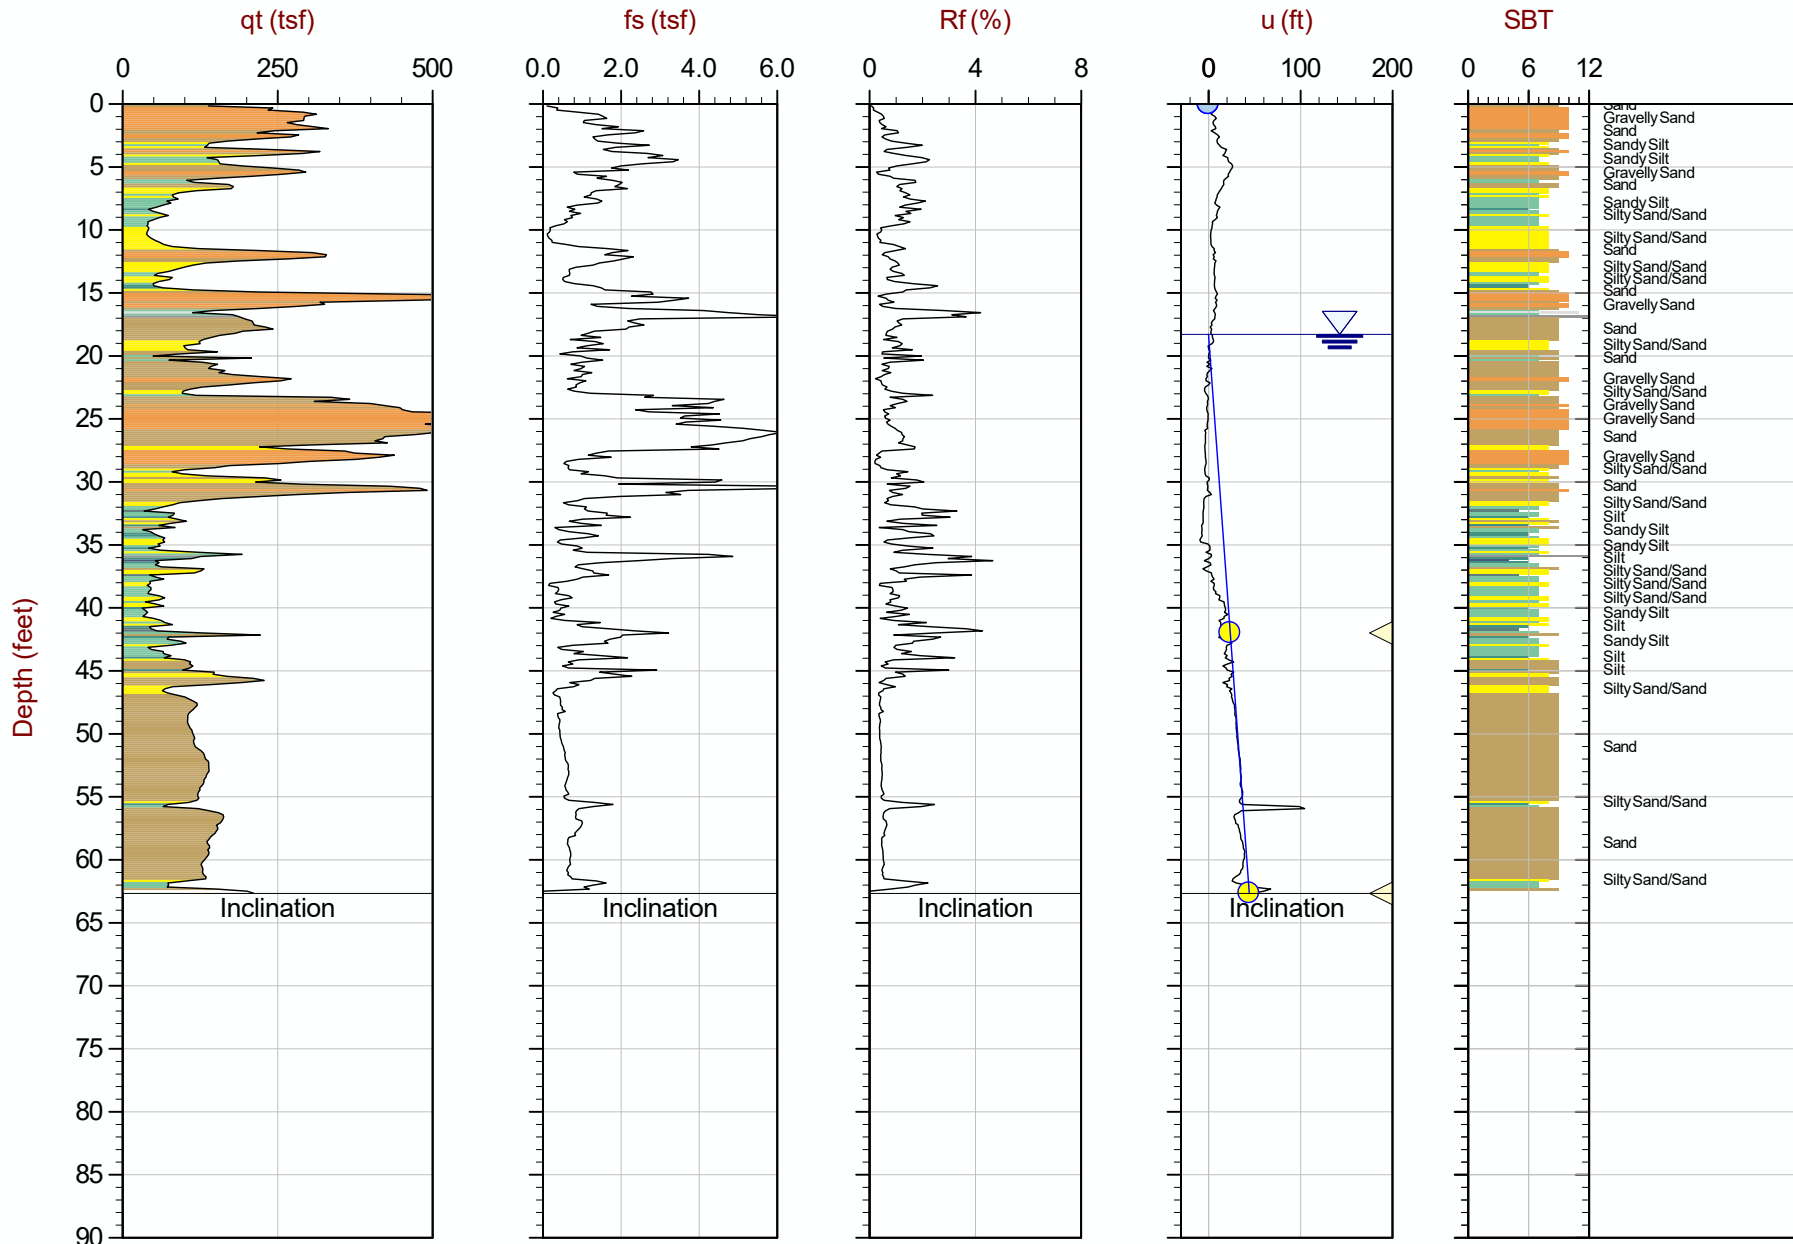 qt (tsf) fs (tsf) Rf (%) u (ft) SBT
0 250 500 0.0 2.0 4.0 6.0 0 4 8 0 100 200 0 6 12
Depth (feet)
0
5
10
15
20
25
30
35
40
45
50
55
60
65
70
75
80
85
90
Sand
Gravelly Sand
Sand
Sandy Silt
Sandy Silt
Gravelly Sand
Sand
Sandy Silt
Silty Sand/Sand
Silty Sand/Sand
Sand
Silty Sand/Sand
Silty Sand/Sand
Sand
Gravelly Sand
Sand
Silty Sand/Sand
Sand
Gravelly Sand
Silty Sand/Sand
Gravelly Sand
Gravelly Sand
Sand
Gravelly Sand
Silty Sand/Sand
Sand
Silty Sand/Sand
Silt
Sandy Silt
Sandy Silt
Silt
Silty Sand/Sand
Silty Sand/Sand
Silty Sand/Sand
Sandy Silt
Silt
Sandy Silt
Silt
Silt
Silty Sand/Sand
Sand
Silty Sand/Sand
Sand
Silty Sand/Sand
Inclination Inclination Inclination Inclination